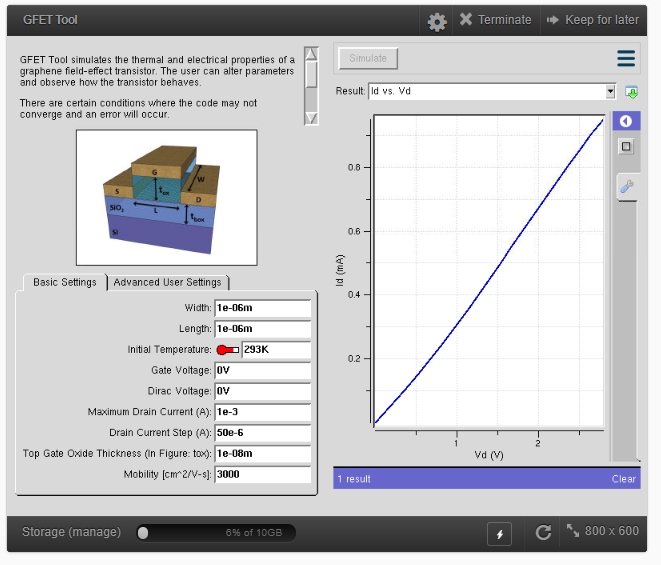 GFET Tool
Terminate
Keep for later
GFET Tool simulates the thermal and electrical properties of a
graphene field-effect transistor. The user can alter parameters
and observe how the transistor behaves.
There are certain conditions where the code may not
converge and an error will occur.
G
W
S
tox
D
SiO₂
L
tbox
Si
Basic Settings
Advanced User Settings
Width: 1e-06m
Length: 1e-06m
Initial Temperature: 293K
Gate Voltage: 0V
Dirac Voltage: 0V
Maximum Drain Current (A): 1e-3
Drain Current Step (A): 50e-6
Top Gate Oxide Thickness (In Figure: tox): 1e-08m
Mobility [cm^2/V-s]: 3000
Simulate
Result: Id vs. Vd
Id (mA)
0.8
0.6
0.4
0.2
1
2
Vd (V)
1 result
Clear
Storage (manage)
6% of 10GB
800 x 600